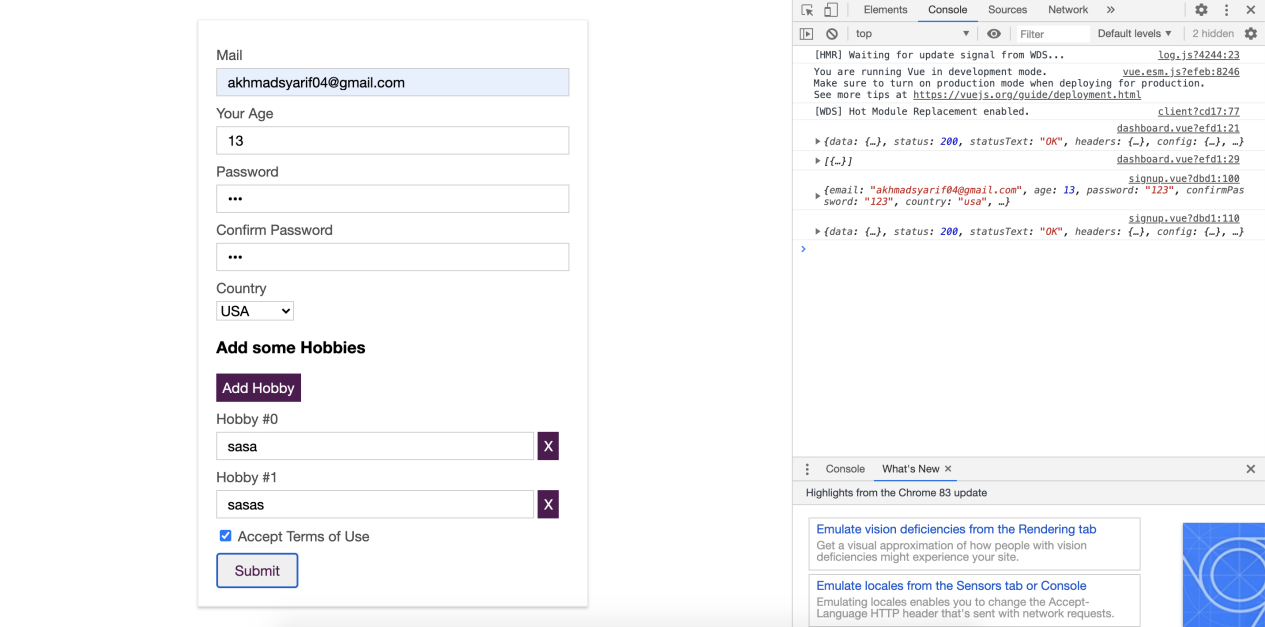 Mail
akhmadsyarif04@gmail.com
Your Age
13
Password
•••
Confirm Password
•••
Country
USA
Add some Hobbies
Add Hobby
Hobby #0
sasa
X
Hobby #1
sasas
X
Accept Terms of Use
Submit
Elements Console Sources Network »
top Filter Default levels ▼ 2 hidden
[HMR] Waiting for update signal from WDS... log.js?4244:23
You are running Vue in development mode. vue.esm.js?efeb:8246
Make sure to turn on production mode when deploying for production.
See more tips at https://vuejs.org/guide/deployment.html
[WDS] Hot Module Replacement enabled. client?cd17:77
dashboard.vue?efd1:21
{data: {…}, status: 200, statusText: "OK", headers: {…}, config: {…}, …}
[{…}] dashboard.vue?efd1:29
signup.vue?dbd1:100
{email: "akhmadsyarif04@gmail.com", age: 13, password: "123", confirmPas
sword: "123", country: "usa", …}
signup.vue?dbd1:110
{data: {…}, status: 200, statusText: "OK", headers: {…}, config: {…}, …}
Console What's New ×
Highlights from the Chrome 83 update
Emulate vision deficiencies from the Rendering tab
Get a visual approximation of how people with vision
deficiencies might experience your site.
Emulate locales from the Sensors tab or Console
Emulating locales enables you to change the Accept-
Language HTTP header that's sent with network requests.